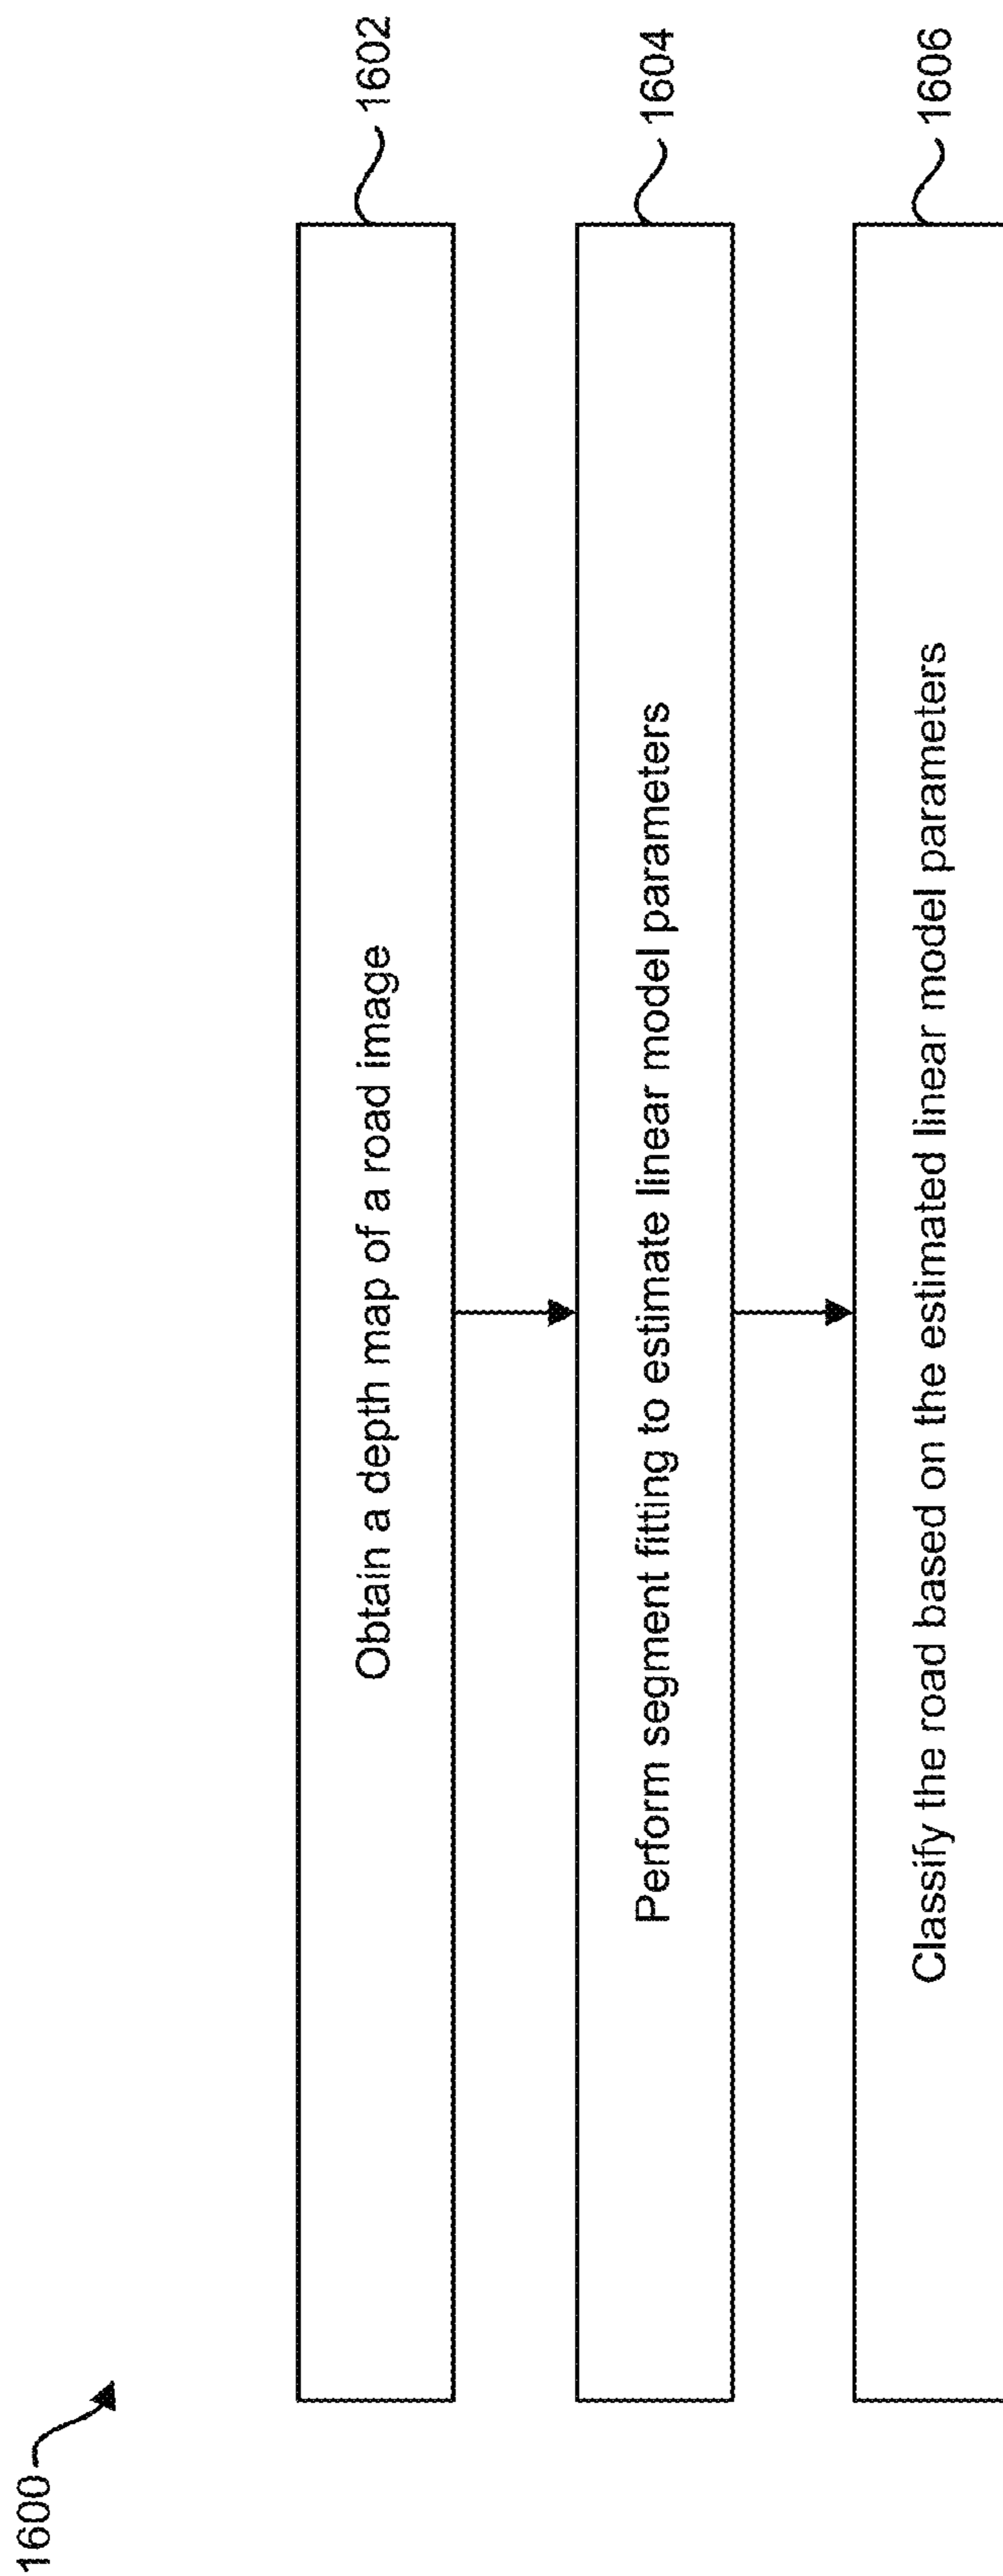 1600
Obtain a depth map of a road image
1602
Perform segment fitting to estimate linear model parameters
1604
Classify the road based on the estimated linear model parameters
1606